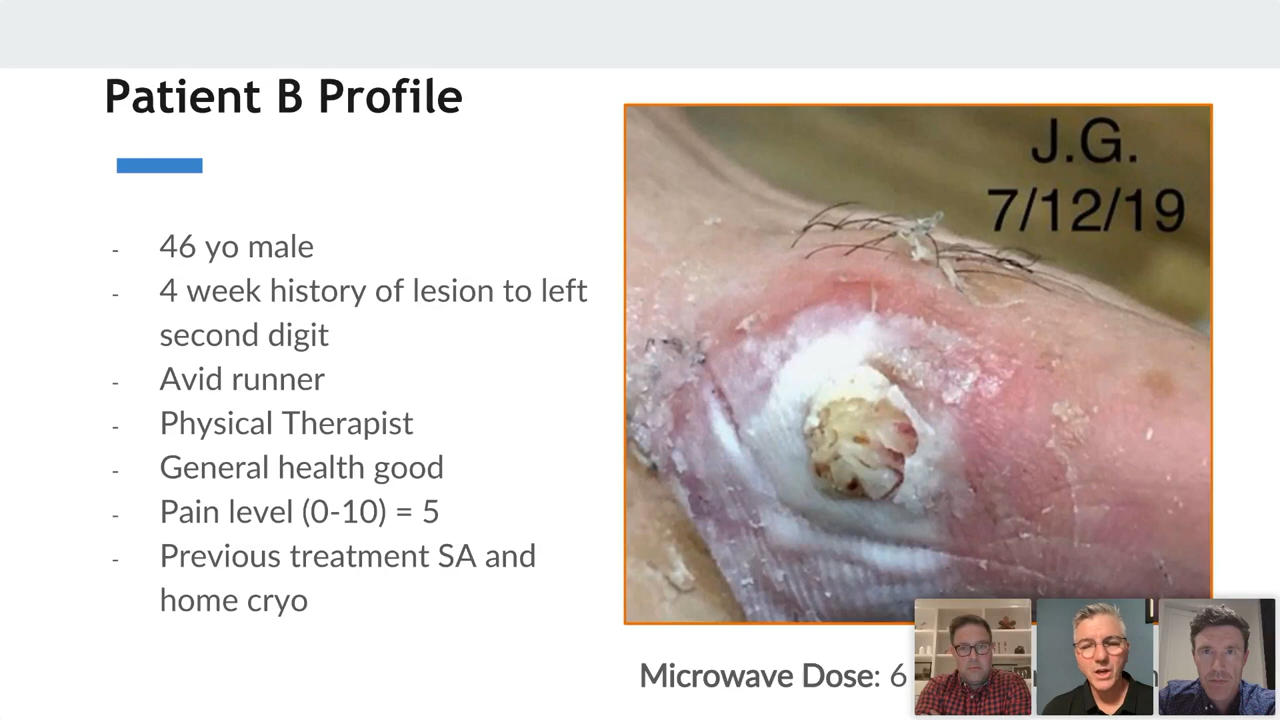 Patient B Profile
- 46 yo male
- 4 week history of lesion to left
second digit
- Avid runner
- Physical Therapist
- General health good
- Pain level (0-10) = 5
- Previous treatment SA and
home cryo
J.G.
7/12/19
Microwave Dose: 6